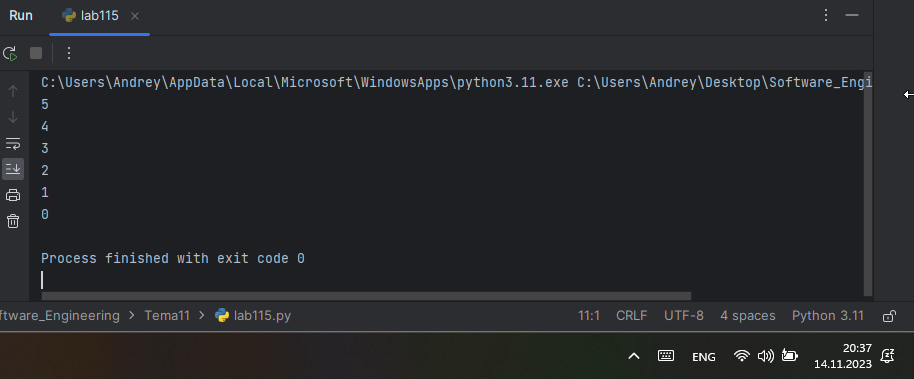 Run lab115
C:\Users\Andrey\AppData\Local\Microsoft\WindowsApps\python3.11.exe C:\Users\Andrey\Desktop\Software_Engi
5
4
3
2
1
0
Process finished with exit code 0
ftware_Engineering > Tema11 > lab115.py 11:1 CRLF UTF-8 4 spaces Python 3.11
ENG 20:37
14.11.2023